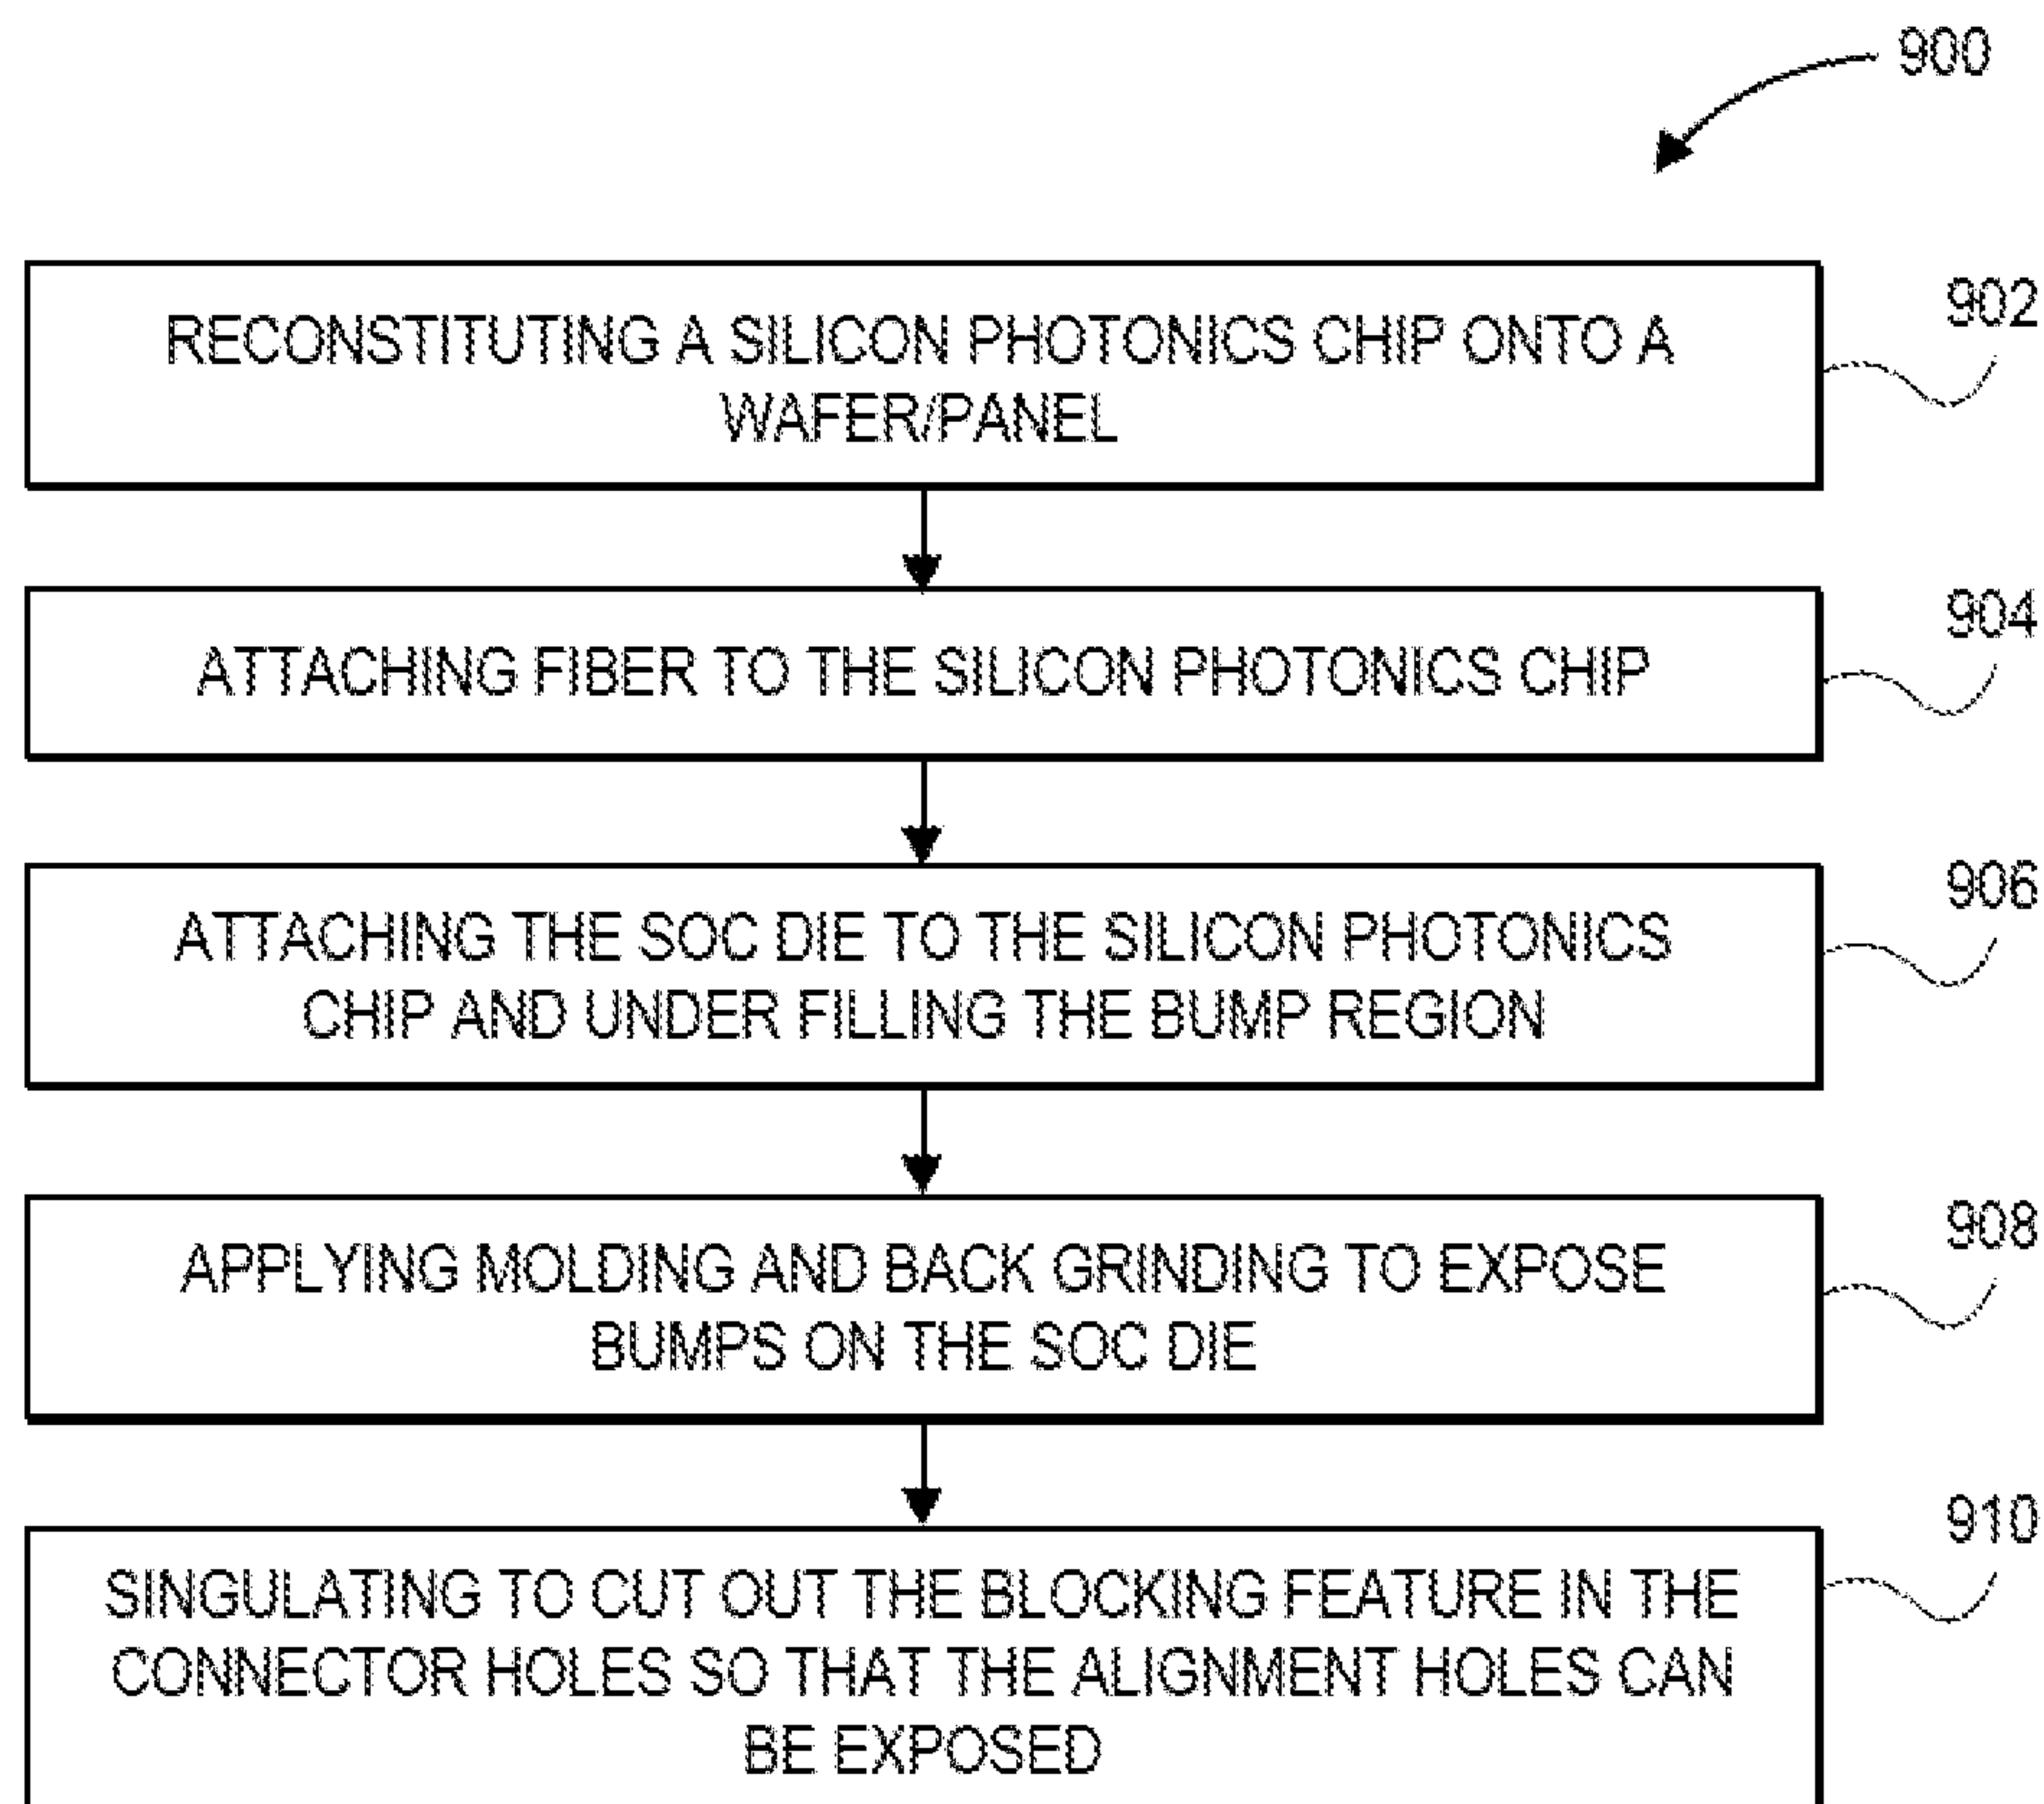 900
RECONSTITUTING A SILICON PHOTONICS CHIP ONTO A
WAFER/PANEL
902
ATTACHING FIBER TO THE SILICON PHOTONICS CHIP
904
ATTACHING THE SOC DIE TO THE SILICON PHOTONICS
CHIP AND UNDER FILLING THE BUMP REGION
906
APPLYING MOLDING AND BACK GRINDING TO EXPOSE
BUMPS ON THE SOC DIE
908
SINGULATING TO CUT OUT THE BLOCKING FEATURE IN THE
CONNECTOR HOLES SO THAT THE ALIGNMENT HOLES CAN
BE EXPOSED
910